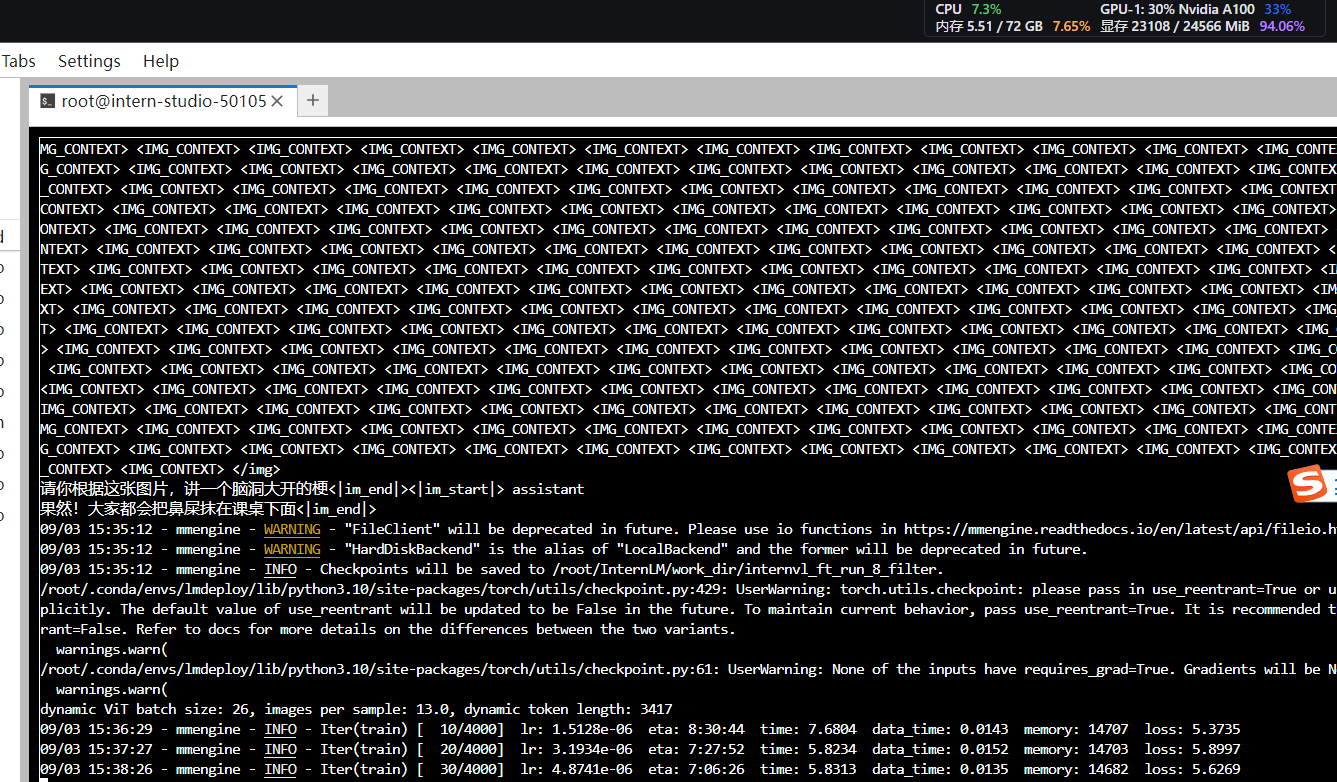 CPU 7.3% GPU-1: 30% Nvidia A100 33%
内存 5.51 / 72 GB 7.65% 显存 23108 / 24566 MiB 94.06%
Tabs Settings Help
root@intern-studio-50105
MG_CONTEXT> <IMG_CONTEXT> <IMG_CONTEXT> <IMG_CONTEXT> <IMG_CONTEXT> <IMG_CONTEXT> <IMG_CONTEXT> <IMG_CONTEXT> <IMG_CONTEXT> <IMG_CONTEXT> <IMG_CONTEXT> <IMG_CONTE
G_CONTEXT> <IMG_CONTEXT> <IMG_CONTEXT> <IMG_CONTEXT> <IMG_CONTEXT> <IMG_CONTEXT> <IMG_CONTEXT> <IMG_CONTEXT> <IMG_CONTEXT> <IMG_CONTEXT> <IMG_CONTEXT> <IMG_CONTEX
_CONTEXT> <IMG_CONTEXT> <IMG_CONTEXT> <IMG_CONTEXT> <IMG_CONTEXT> <IMG_CONTEXT> <IMG_CONTEXT> <IMG_CONTEXT> <IMG_CONTEXT> <IMG_CONTEXT> <IMG_CONTEXT> <IMG_CONTEXT
CONTEXT> <IMG_CONTEXT> <IMG_CONTEXT> <IMG_CONTEXT> <IMG_CONTEXT> <IMG_CONTEXT> <IMG_CONTEXT> <IMG_CONTEXT> <IMG_CONTEXT> <IMG_CONTEXT> <IMG_CONTEXT> <IMG_CONTEXT>
ONTEXT> <IMG_CONTEXT> <IMG_CONTEXT> <IMG_CONTEXT> <IMG_CONTEXT> <IMG_CONTEXT> <IMG_CONTEXT> <IMG_CONTEXT> <IMG_CONTEXT> <IMG_CONTEXT> <IMG_CONTEXT> <IMG_CONTEXT>
NTEXT> <IMG_CONTEXT> <IMG_CONTEXT> <IMG_CONTEXT> <IMG_CONTEXT> <IMG_CONTEXT> <IMG_CONTEXT> <IMG_CONTEXT> <IMG_CONTEXT> <IMG_CONTEXT> <IMG_CONTEXT> <IMG_CONTEXT> <
TEXT> <IMG_CONTEXT> <IMG_CONTEXT> <IMG_CONTEXT> <IMG_CONTEXT> <IMG_CONTEXT> <IMG_CONTEXT> <IMG_CONTEXT> <IMG_CONTEXT> <IMG_CONTEXT> <IMG_CONTEXT> <IMG_CONTEXT> <I
EXT> <IMG_CONTEXT> <IMG_CONTEXT> <IMG_CONTEXT> <IMG_CONTEXT> <IMG_CONTEXT> <IMG_CONTEXT> <IMG_CONTEXT> <IMG_CONTEXT> <IMG_CONTEXT> <IMG_CONTEXT> <IMG_CONTEXT> <IM
XT> <IMG_CONTEXT> <IMG_CONTEXT> <IMG_CONTEXT> <IMG_CONTEXT> <IMG_CONTEXT> <IMG_CONTEXT> <IMG_CONTEXT> <IMG_CONTEXT> <IMG_CONTEXT> <IMG_CONTEXT> <IMG_CONTEXT> <IMG
T> <IMG_CONTEXT> <IMG_CONTEXT> <IMG_CONTEXT> <IMG_CONTEXT> <IMG_CONTEXT> <IMG_CONTEXT> <IMG_CONTEXT> <IMG_CONTEXT> <IMG_CONTEXT> <IMG_CONTEXT> <IMG_CONTEXT> <IMG_
> <IMG_CONTEXT> <IMG_CONTEXT> <IMG_CONTEXT> <IMG_CONTEXT> <IMG_CONTEXT> <IMG_CONTEXT> <IMG_CONTEXT> <IMG_CONTEXT> <IMG_CONTEXT> <IMG_CONTEXT> <IMG_CONTEXT> <IMG_C
<IMG_CONTEXT> <IMG_CONTEXT> <IMG_CONTEXT> <IMG_CONTEXT> <IMG_CONTEXT> <IMG_CONTEXT> <IMG_CONTEXT> <IMG_CONTEXT> <IMG_CONTEXT> <IMG_CONTEXT> <IMG_CONTEXT> <IMG_CO
<IMG_CONTEXT> <IMG_CONTEXT> <IMG_CONTEXT> <IMG_CONTEXT> <IMG_CONTEXT> <IMG_CONTEXT> <IMG_CONTEXT> <IMG_CONTEXT> <IMG_CONTEXT> <IMG_CONTEXT> <IMG_CONTEXT> <IMG_CON
IMG_CONTEXT> <IMG_CONTEXT> <IMG_CONTEXT> <IMG_CONTEXT> <IMG_CONTEXT> <IMG_CONTEXT> <IMG_CONTEXT> <IMG_CONTEXT> <IMG_CONTEXT> <IMG_CONTEXT> <IMG_CONTEXT> <IMG_CONT
MG_CONTEXT> <IMG_CONTEXT> <IMG_CONTEXT> <IMG_CONTEXT> <IMG_CONTEXT> <IMG_CONTEXT> <IMG_CONTEXT> <IMG_CONTEXT> <IMG_CONTEXT> <IMG_CONTEXT> <IMG_CONTEXT> <IMG_CONTE
G_CONTEXT> <IMG_CONTEXT> <IMG_CONTEXT> <IMG_CONTEXT> <IMG_CONTEXT> <IMG_CONTEXT> <IMG_CONTEXT> <IMG_CONTEXT> <IMG_CONTEXT> <IMG_CONTEXT> <IMG_CONTEXT> <IMG_CONTEX
_CONTEXT> <IMG_CONTEXT> </img>
请你根据这张图片，讲一个脑洞大开的梗<|im_end|><|im_start|> assistant
果然！大家都会把鼻屎抹在课桌下面<|im_end|>
09/03 15:35:12 - mmengine - WARNING - "FileClient" will be deprecated in future. Please use io functions in https://mmengine.readthedocs.io/en/latest/api/fileio.h
09/03 15:35:12 - mmengine - WARNING - "HardDiskBackend" is the alias of "LocalBackend" and the former will be deprecated in future.
09/03 15:35:12 - mmengine - INFO - Checkpoints will be saved to /root/InternLM/work_dir/internvl_ft_run_8_filter.
/root/.conda/envs/lmdeploy/lib/python3.10/site-packages/torch/utils/checkpoint.py:429: UserWarning: torch.utils.checkpoint: please pass in use_reentrant=True or u
plicitly. The default value of use_reentrant will be updated to be False in the future. To maintain current behavior, pass use_reentrant=True. It is recommended t
rant=False. Refer to docs for more details on the differences between the two variants.
warnings.warn(
/root/.conda/envs/lmdeploy/lib/python3.10/site-packages/torch/utils/checkpoint.py:61: UserWarning: None of the inputs have requires_grad=True. Gradients will be N
warnings.warn(
dynamic ViT batch size: 26, images per sample: 13.0, dynamic token length: 3417
09/03 15:36:29 - mmengine - INFO - Iter(train) [ 10/4000] lr: 1.5128e-06 eta: 8:30:44 time: 7.6804 data_time: 0.0143 memory: 14707 loss: 5.3735
09/03 15:37:27 - mmengine - INFO - Iter(train) [ 20/4000] lr: 3.1934e-06 eta: 7:27:52 time: 5.8234 data_time: 0.0152 memory: 14703 loss: 5.8997
09/03 15:38:26 - mmengine - INFO - Iter(train) [ 30/4000] lr: 4.8741e-06 eta: 7:06:26 time: 5.8313 data_time: 0.0135 memory: 14682 loss: 5.6269